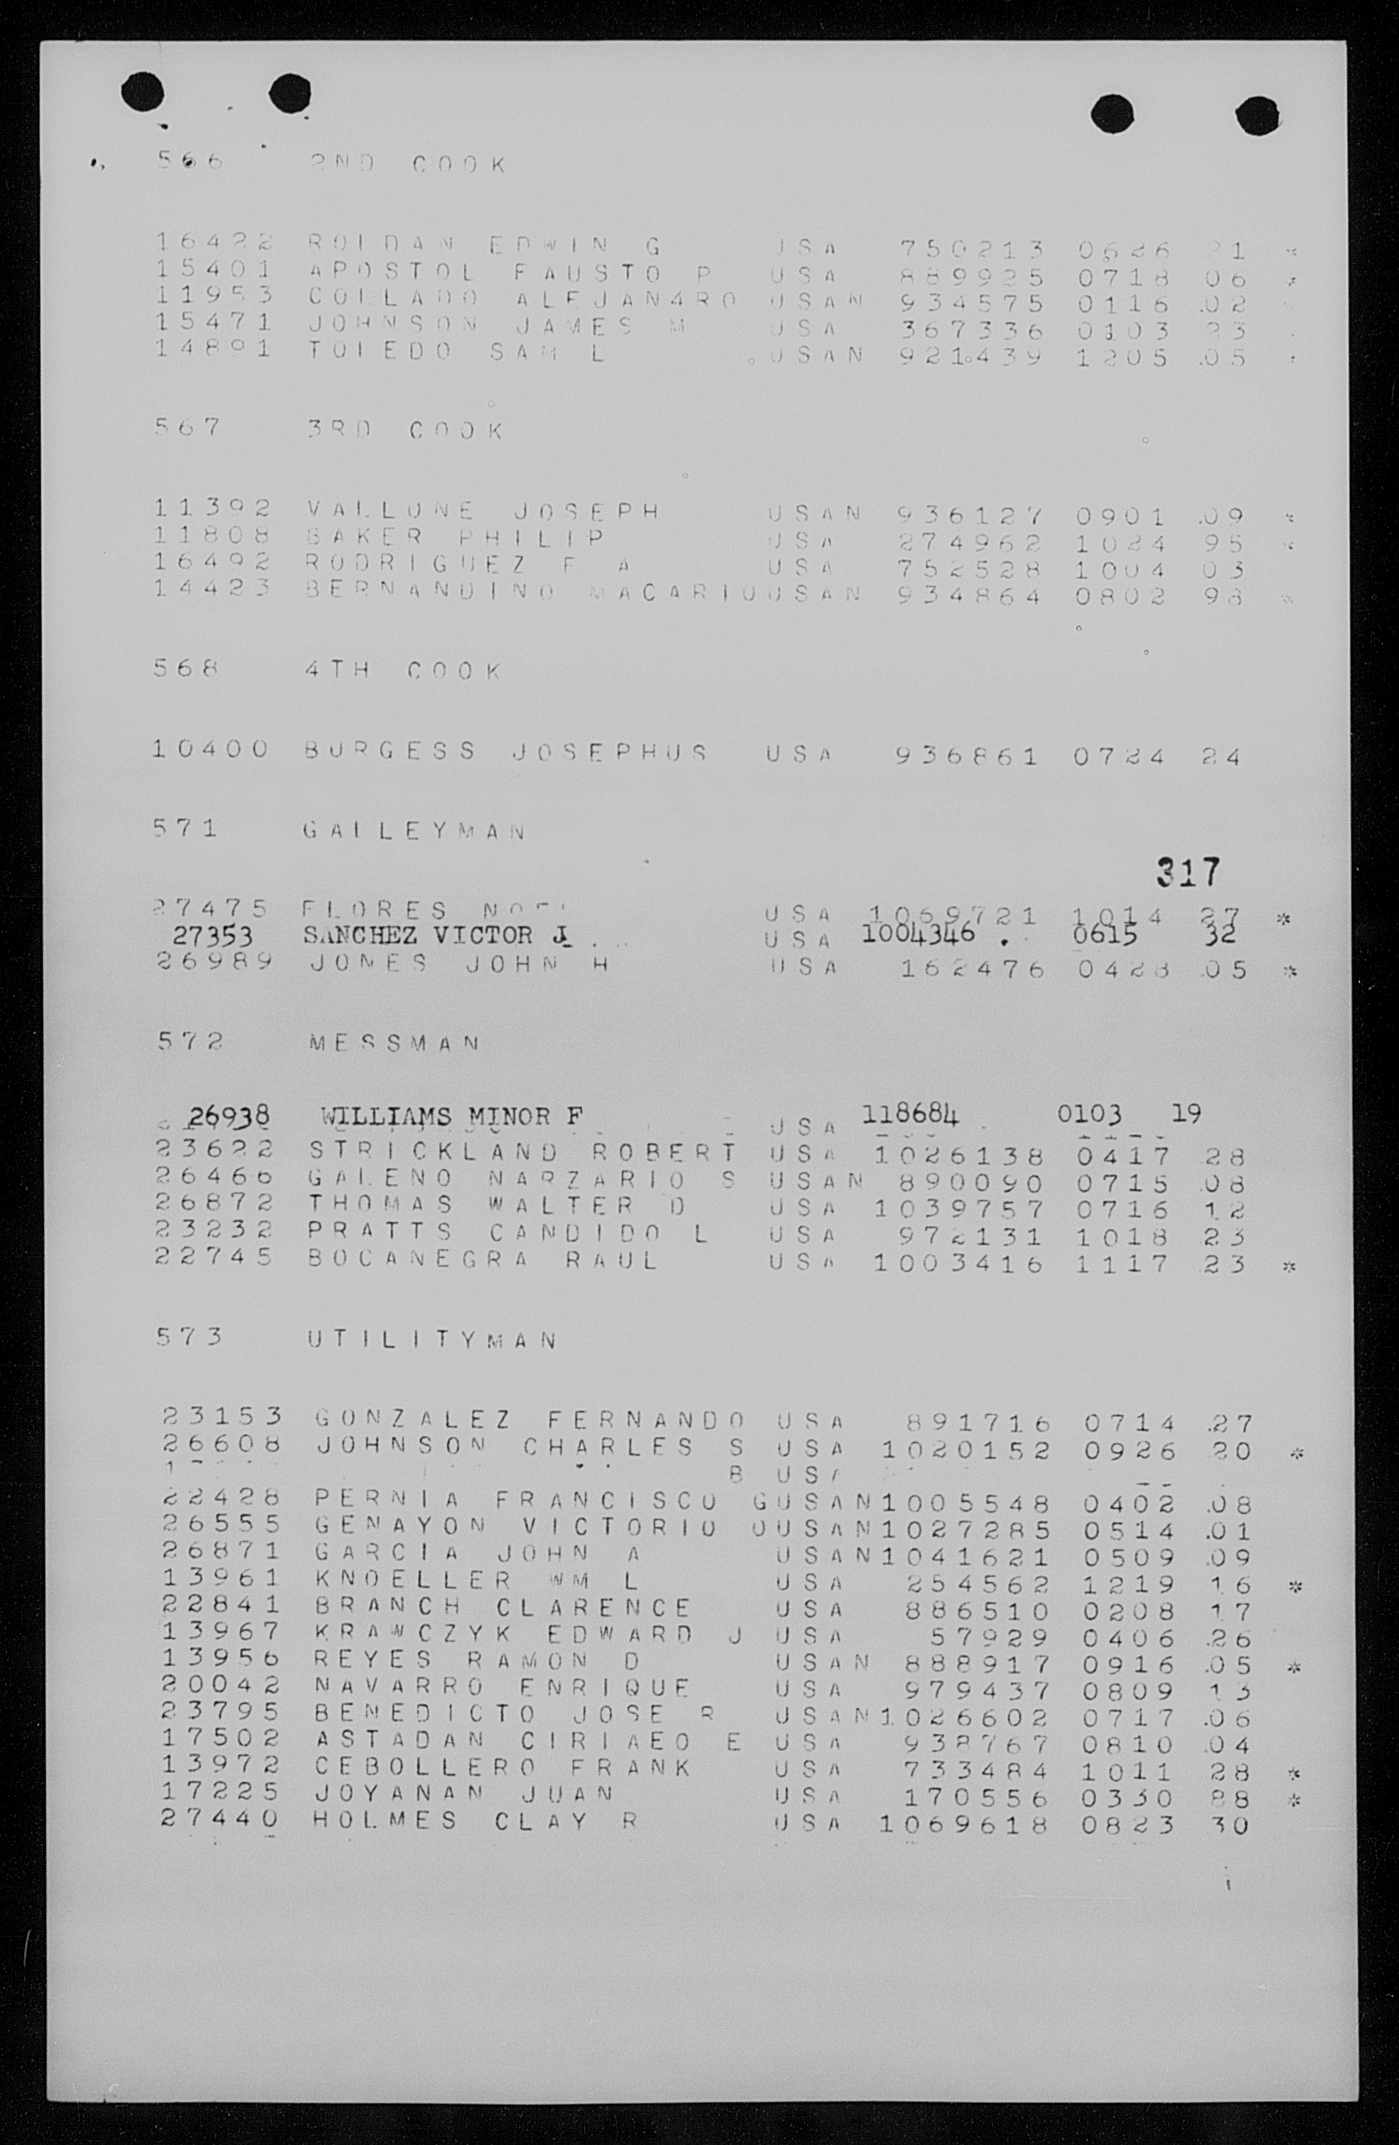 566 2ND COOK
16422 ROLDAN EDWIN G USA 750213 0626 21 *
15401 APOSTOL FAUSTO P USA 889925 0718 06 *
11953 COLLADO ALEJANDRO USAN 934575 0116 02
15471 JOHNSON JAMES M USA 367336 0103 23
14891 TOLEDO SAM L USAN 921439 1205 05 *
567 3RD COOK
11392 VALLONE JOSEPH USAN 936127 0901 09 *
11808 BAKER PHILIP USA 274962 1024 95 *
16492 RODRIGUEZ F A USA 752528 1004 03
14423 BERNANDINO MACARIO USAN 934864 0802 98 *
568 4TH COOK
10400 BURGESS JOSEPHUS USA 936861 0724 24
571 GALLEYMAN
317
27475 FLORES USA 1069721 1014 27 *
27353 SANCHEZ VICTOR J USA 1004346 0615 32
26989 JONES JOHN H USA 162476 0428 05 *
572 MESSMAN
26938 WILLIAMS MINOR F USA 118684 0103 19
23622 STRICKLAND ROBERT USA 1026138 0417 28
26466 GALENO NARZARIO S USAN 890090 0715 08
26872 THOMAS WALTER D USA 1039757 0716 12
23232 PRATTS CANDIDO L USA 972131 1018 23
22745 BOCANEGRA RAUL USA 1003416 1117 23 *
573 UTILITYMAN
23153 GONZALEZ FERNANDO USA 891716 0714 27
26608 JOHNSON CHARLES S USA 1020152 0926 20 *
B USA
22428 PERNIA FRANCISCO G USAN 1005548 0402 08
26555 GENAYON VICTORIO O USAN 1027285 0514 01
26871 GARCIA JOHN A USAN 1041621 0509 09
13961 KNOELLER WM L USA 254562 1219 16 *
22841 BRANCH CLARENCE USA 886510 0208 17
13967 KRAWCZYK EDWARD J USA 57929 0406 26
13956 REYES RAMON D USAN 888917 0916 05 *
20042 NAVARRO ENRIQUE USA 979437 0809 13
23795 BENEDICTO JOSE R USAN 1026602 0717 06
17502 ASTADAN CIRIAEO E USA 938767 0810 04
13972 CEBOLLERO FRANK USA 733484 1011 28 *
17225 JOYANAN JUAN USA 170556 0330 88 *
27440 HOLMES CLAY R USA 1069618 0823 30